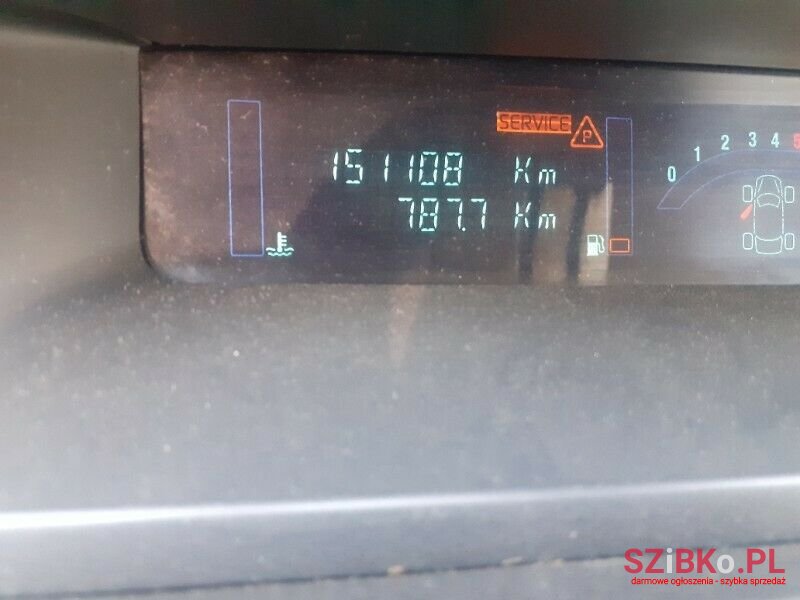 SERVICE
P
151108 Km
787.7 Km
0 1 2 3 4 5
SZiBKo.PL
darmowe ogłoszenia - szybka sprzedaż